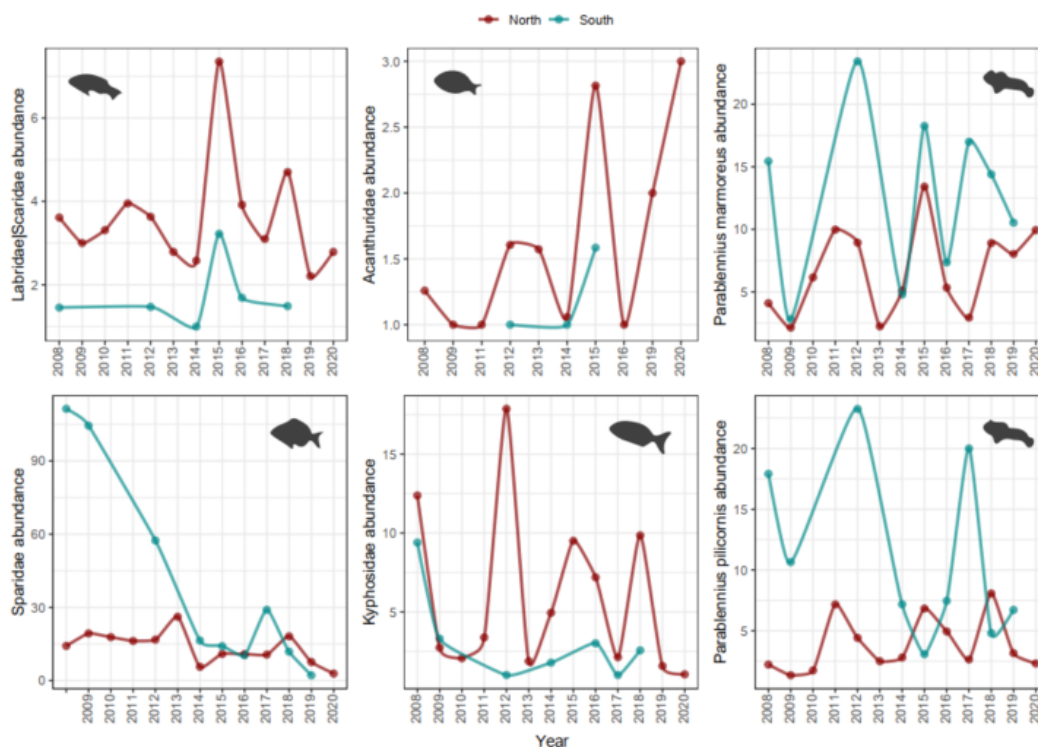 North South
Labridae|Scaridae abundance
6
4
2
2008 2009 2010 2011 2012 2013 2014 2015 2016 2017 2018 2019 2020
Acanthuridae abundance
3.0
2.5
2.0
1.5
1.0
2008 2009 2011 2012 2013 2014 2015 2016 2019 2020
Parablennius marmoreus abundance
20
15
10
5
2008 2009 2010 2011 2012 2013 2014 2015 2016 2017 2018 2019 2020
Sparidae abundance
90
60
30
0
2009 2010 2011 2012 2013 2014 2015 2016 2017 2018 2019 2020
Kyphosidae abundance
15
10
5
2008 2009 2010 2011 2012 2013 2014 2015 2016 2017 2018 2019 2020
Parablennius pilicornis abundance
20
15
10
5
2008 2009 2010 2011 2012 2013 2014 2015 2016 2017 2018 2019 2020
Year